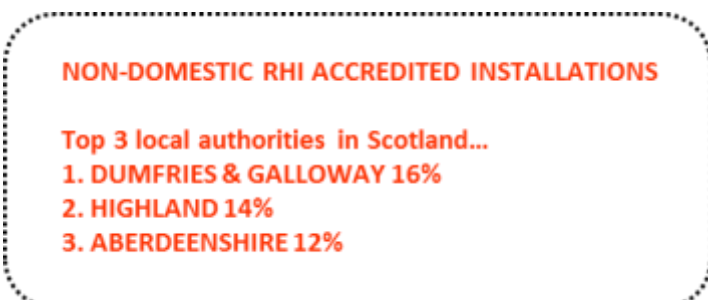 NON-DOMESTIC RHI ACCREDITED INSTALLATIONS
Top 3 local authorities in Scotland...
1. DUMFRIES & GALLOWAY 16%
2. HIGHLAND 14%
3. ABERDEENSHIRE 12%